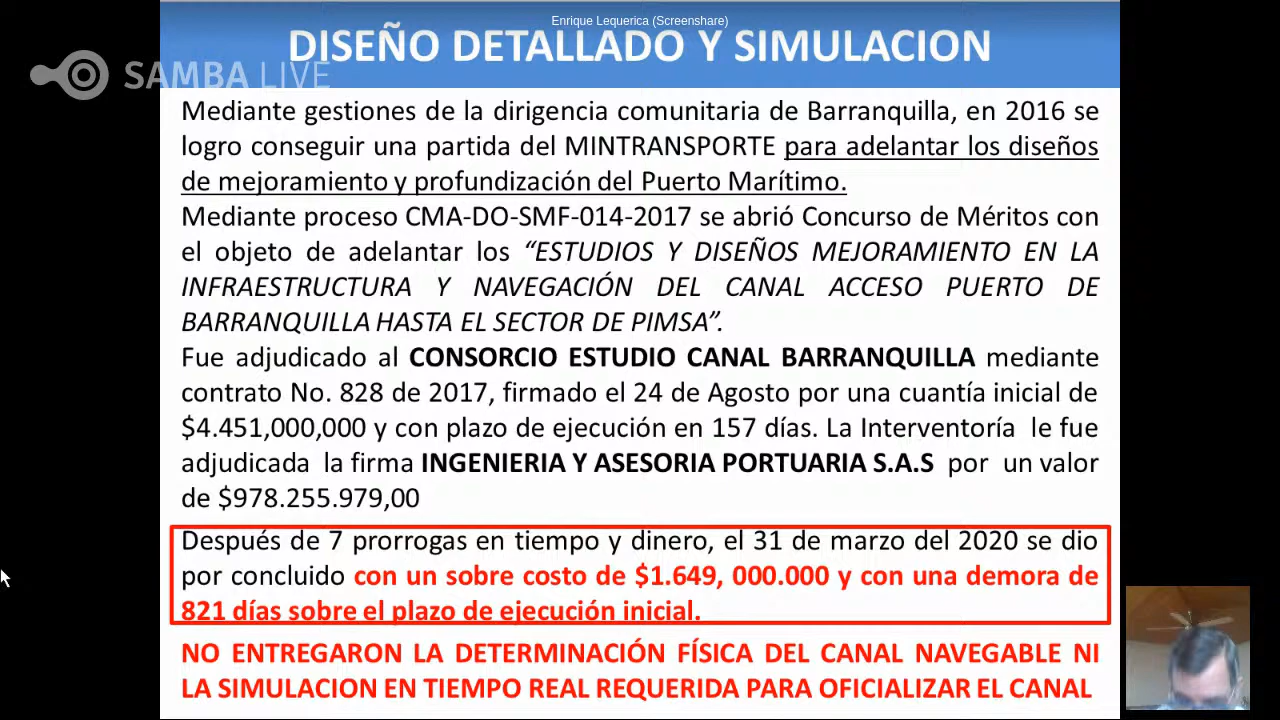 Enrique Lequerica (Screenshare)
DISEÑO DETALLADO Y SIMULACION
SAMBA LIVE
Mediante gestiones de la dirigencia comunitaria de Barranquilla, en 2016 se
logro conseguir una partida del MINTRANSPORTE para adelantar los diseños
de mejoramiento y profundización del Puerto Marítimo.
Mediante proceso CMA-DO-SMF-014-2017 se abrió Concurso de Méritos con
el objeto de adelantar los “ESTUDIOS Y DISEÑOS MEJORAMIENTO EN LA
INFRAESTRUCTURA Y NAVEGACIÓN DEL CANAL ACCESO PUERTO DE
BARRANQUILLA HASTA EL SECTOR DE PIMSA”.
Fue adjudicado al CONSORCIO ESTUDIO CANAL BARRANQUILLA mediante
contrato No. 828 de 2017, firmado el 24 de Agosto por una cuantía inicial de
$4.451,000,000 y con plazo de ejecución en 157 días. La Interventoría le fue
adjudicada la firma INGENIERIA Y ASESORIA PORTUARIA S.A.S por un valor
de $978.255.979,00
Después de 7 prorrogas en tiempo y dinero, el 31 de marzo del 2020 se dio
por concluido con un sobre costo de $1.649, 000.000 y con una demora de
821 días sobre el plazo de ejecución inicial.
NO ENTREGARON LA DETERMINACIÓN FÍSICA DEL CANAL NAVEGABLE NI
LA SIMULACION EN TIEMPO REAL REQUERIDA PARA OFICIALIZAR EL CANAL